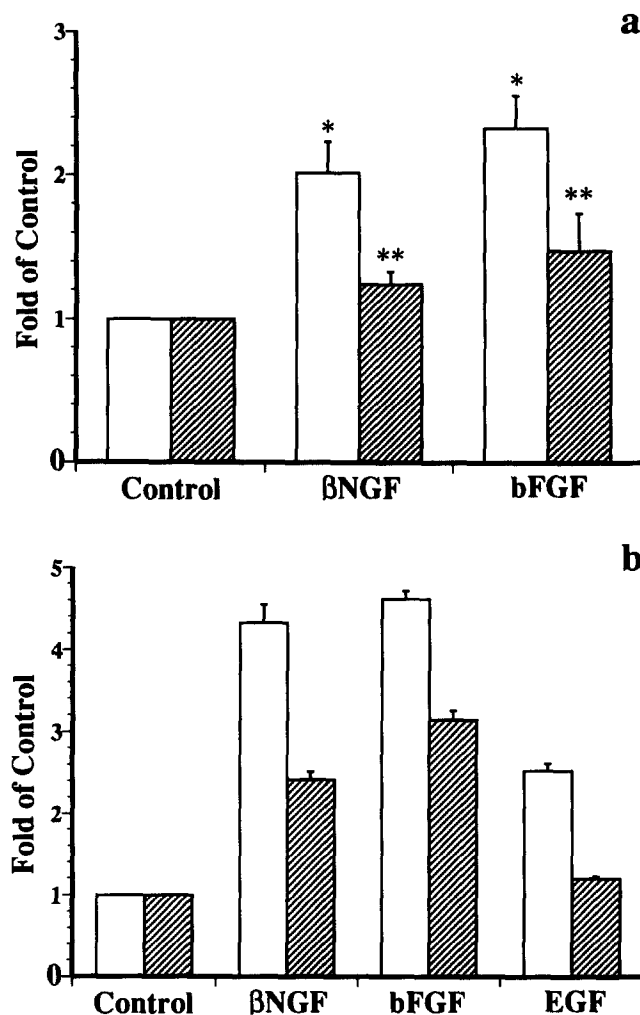 a
3
2
1
0
Fold of Control
*
**
*
**
Control βNGF bFGF
b
5
4
3
2
1
0
Fold of Control
Control βNGF bFGF EGF